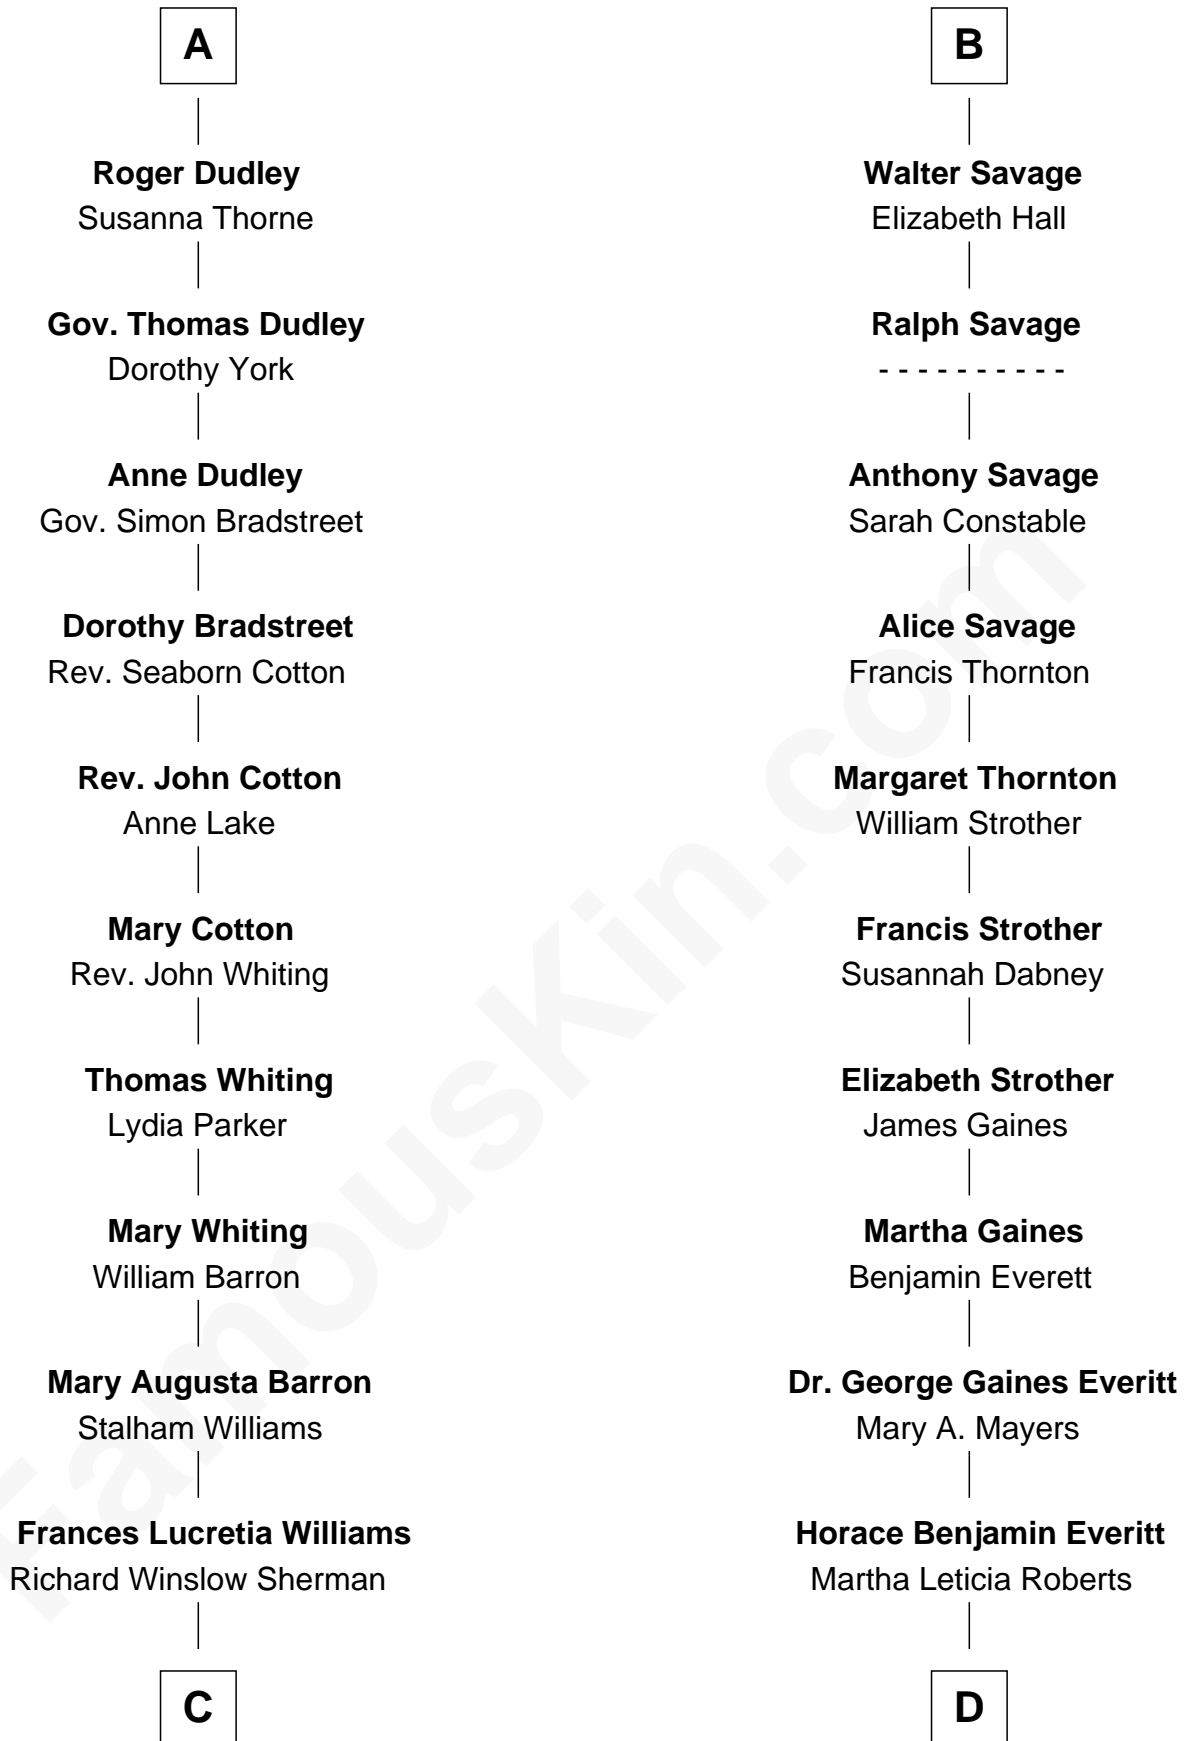 A
Roger Dudley
Susanna Thorne
Gov. Thomas Dudley
Dorothy York
Anne Dudley
Gov. Simon Bradstreet
Dorothy Bradstreet
Rev. Seaborn Cotton
Rev. John Cotton
Anne Lake
Mary Cotton
Rev. John Whiting
Thomas Whiting
Lydia Parker
Mary Whiting
William Barron
Mary Augusta Barron
Stalham Williams
Frances Lucretia Williams
Richard Winslow Sherman
C
B
Walter Savage
Elizabeth Hall
Ralph Savage
- - - - - - - - - -
Anthony Savage
Sarah Constable
Alice Savage
Francis Thornton
Margaret Thornton
William Strother
Francis Strother
Susannah Dabney
Elizabeth Strother
James Gaines
Martha Gaines
Benjamin Everett
Dr. George Gaines Everitt
Mary A. Mayers
Horace Benjamin Everitt
Martha Leticia Roberts
D
FamousKin.com